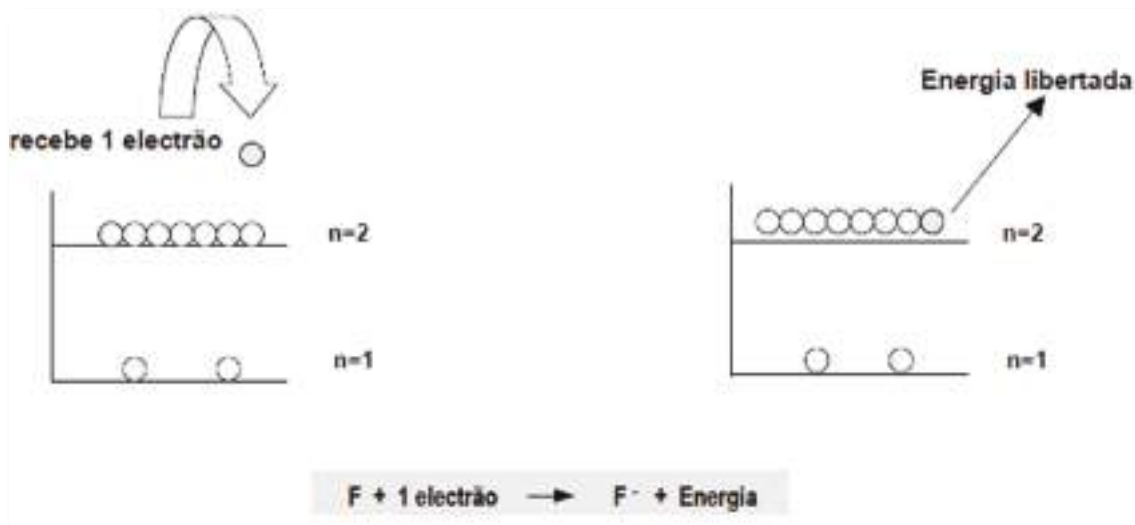 Energia libertada
recebe 1 electrão
n=2
n=2
n=1
n=1
F + 1 electrão → F⁻ + Energia